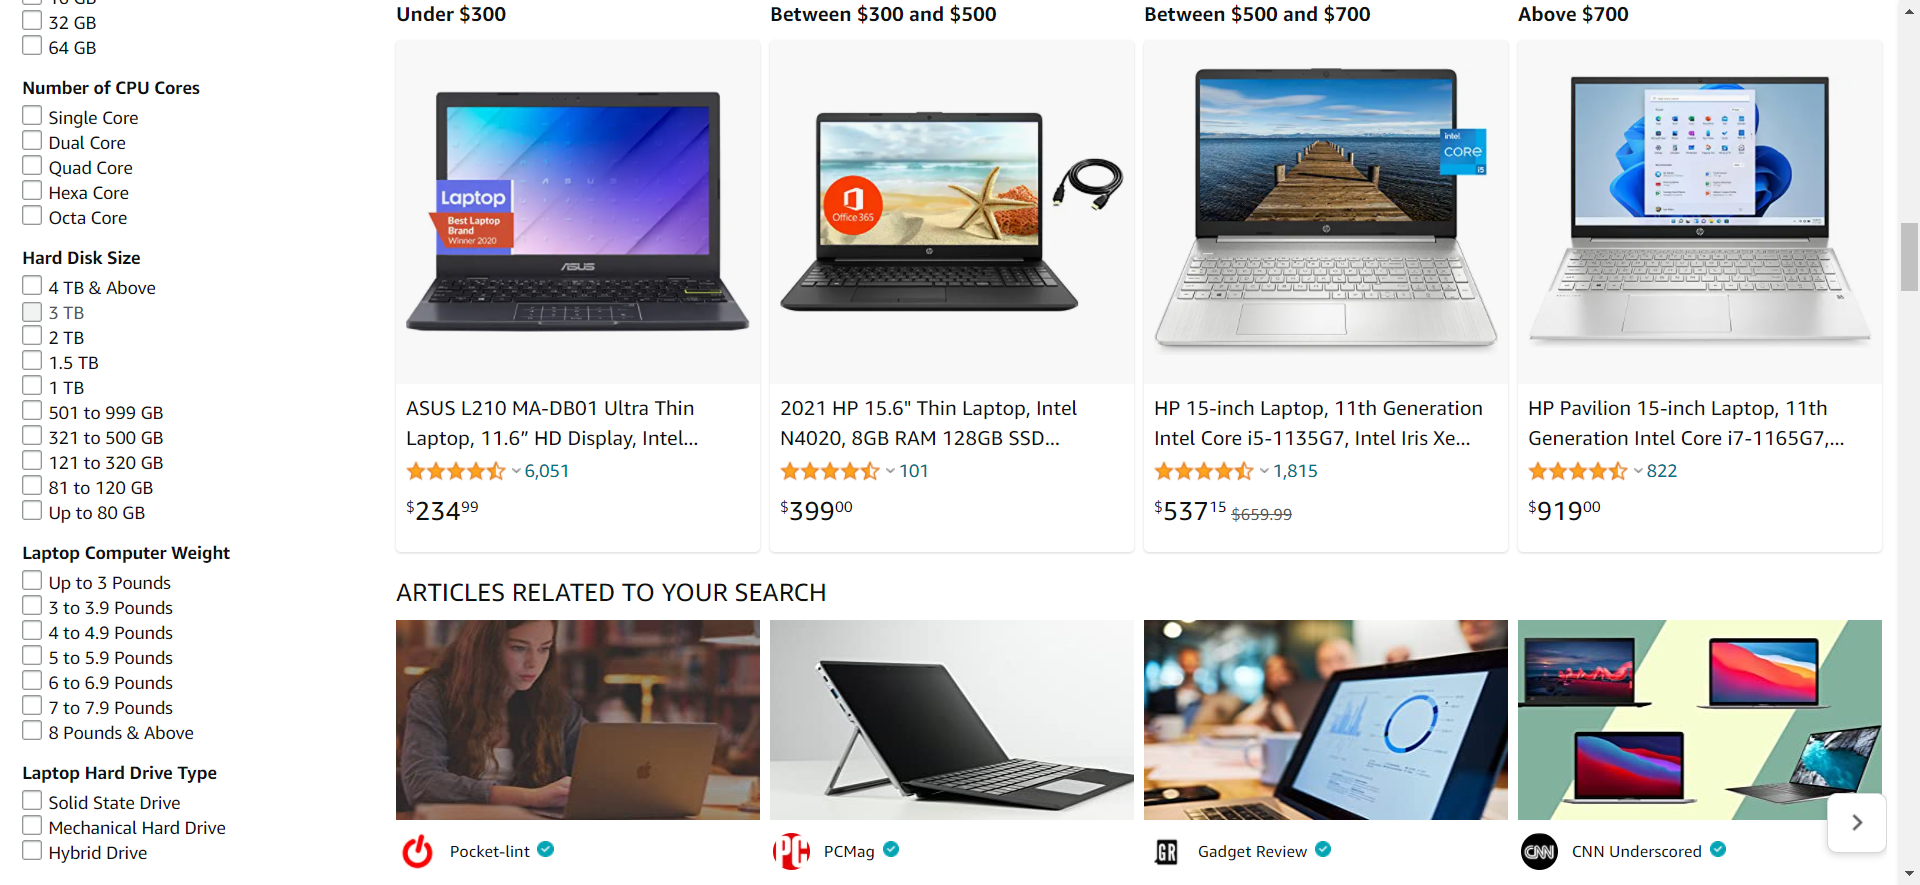 32 GB
64 GB
Number of CPU Cores
Single Core
Dual Core
Quad Core
Hexa Core
Octa Core
Hard Disk Size
4 TB & Above
3 TB
2 TB
1.5 TB
1 TB
501 to 999 GB
321 to 500 GB
121 to 320 GB
81 to 120 GB
Up to 80 GB
Laptop Computer Weight
Up to 3 Pounds
3 to 3.9 Pounds
4 to 4.9 Pounds
5 to 5.9 Pounds
6 to 6.9 Pounds
7 to 7.9 Pounds
8 Pounds & Above
Laptop Hard Drive Type
Solid State Drive
Mechanical Hard Drive
Hybrid Drive
Under $300
Laptop
Best Laptop
Brand
Winner 2020
ASUS
ASUS L210 MA-DB01 Ultra Thin
Laptop, 11.6” HD Display, Intel...
6,051
$234.99
Between $300 and $500
Office 365
hp
2021 HP 15.6" Thin Laptop, Intel
N4020, 8GB RAM 128GB SSD...
101
$399.00
Between $500 and $700
intel
CORE
i5
hp
HP 15-inch Laptop, 11th Generation
Intel Core i5-1135G7, Intel Iris Xe...
1,815
$537.15 $659.99
Above $700
hp
HP Pavilion 15-inch Laptop, 11th
Generation Intel Core i7-1165G7,...
822
$919.00
ARTICLES RELATED TO YOUR SEARCH
Pocket-lint
PC PCMag
GR Gadget Review
CNN CNN Underscored